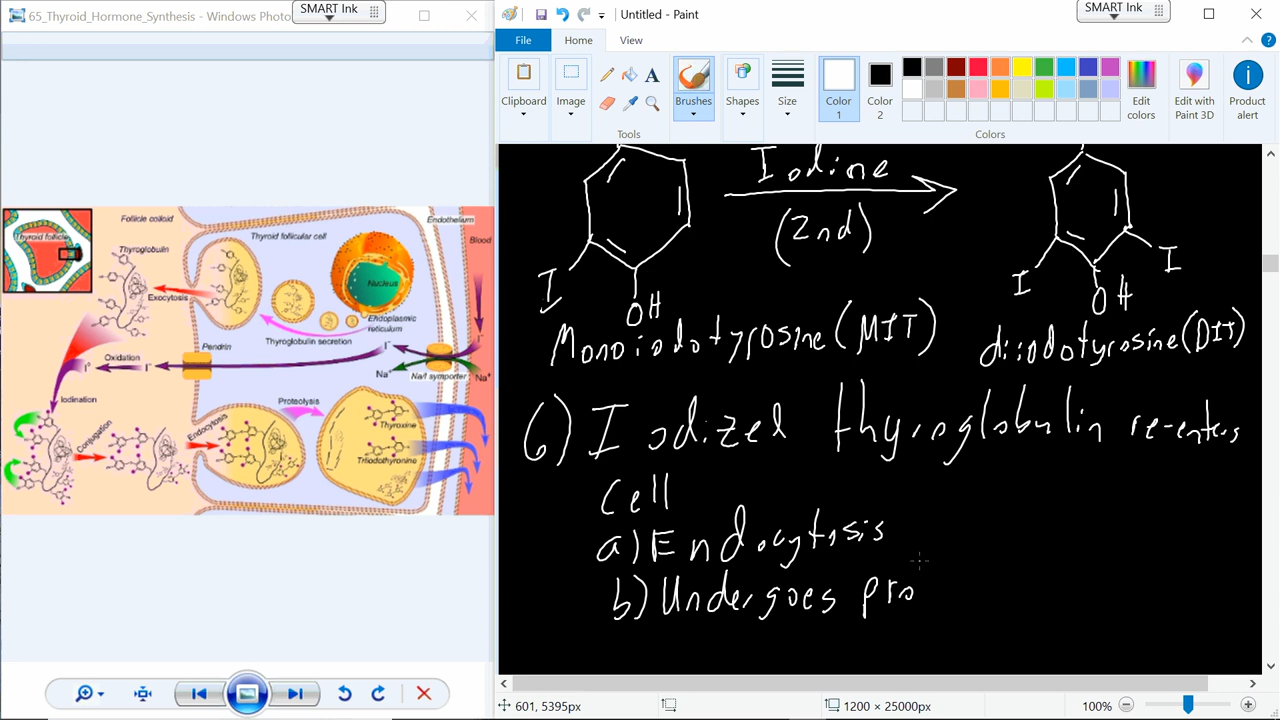 65_Thyroid_Hormone_Synthesis - Windows Photo
SMART Ink
Thyroid follicle
Follicle colloid
Thyroglobulin
Exocytosis
Thyroid follicular cell
Endothelium
Blood
Nucleus
Endoplasmic
reticulum
Thyroglobulin secretion
Pendrin
I⁻
I⁻
Na⁺
Na/I symporter
Na⁺
Oxidation
I⁰
I⁰
I⁻
Iodination
Conjugation
Endocytosis
Proteolysis
Thyroxine
Triiodothyronine
Untitled - Paint
SMART Ink
File
Home
View
Clipboard
Image
Tools
Brushes
Shapes
Size
Color
1
Color
2
Colors
Edit
colors
Edit with
Paint 3D
Product
alert
Iodine
(2nd)
I
OH
I
OH
I
Monoiodotyrosine (MIT)
diiodotyrosine (DIT)
6) Iodized thyroglobulin re-enters
Cell
a) Endocytosis
b) Undergoes pro
601, 5395px
1200 × 25000px
100%